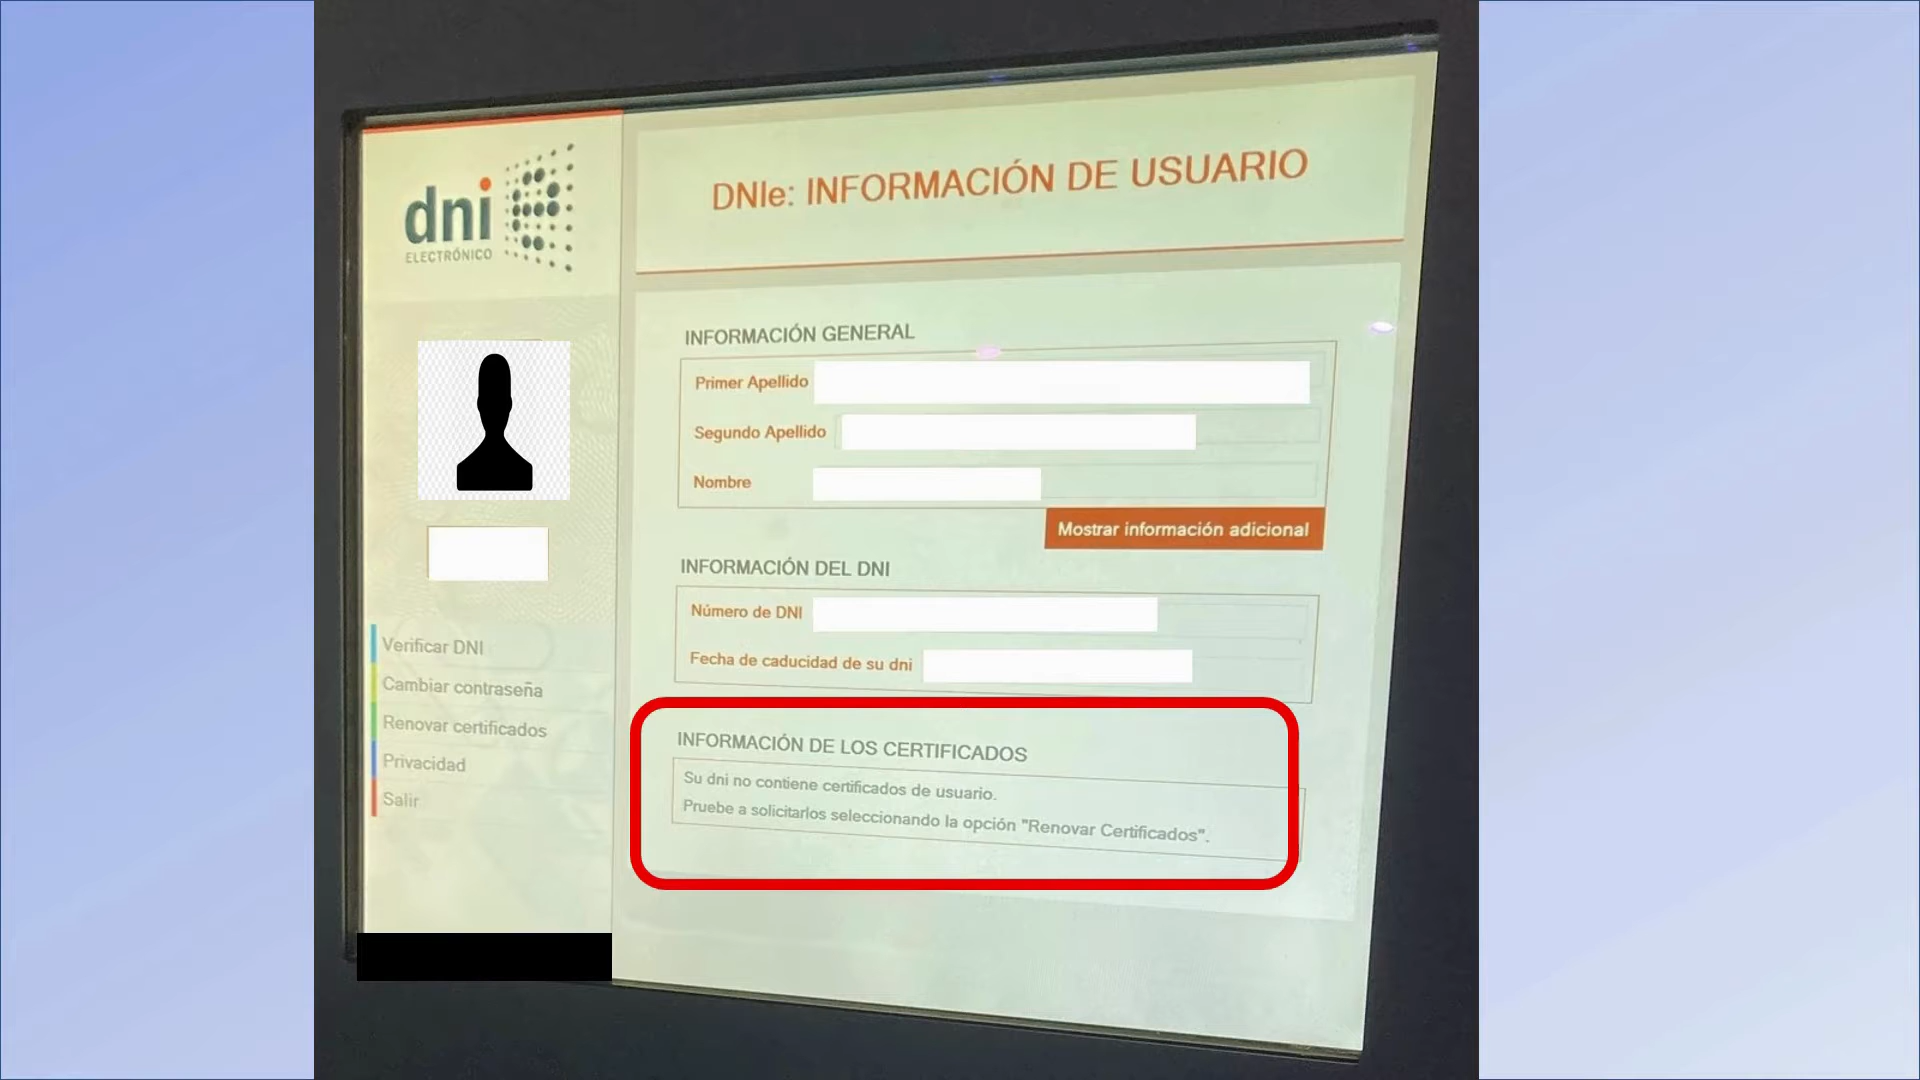 dni
ELECTRÓNICO
DNIe: INFORMACIÓN DE USUARIO
INFORMACIÓN GENERAL
Primer Apellido
Segundo Apellido
Nombre
Mostrar información adicional
INFORMACIÓN DEL DNI
Número de DNI
Fecha de caducidad de su dni
Verificar DNI
Cambiar contraseña
Renovar certificados
Privacidad
Salir
INFORMACIÓN DE LOS CERTIFICADOS
Su dni no contiene certificados de usuario.
Pruebe a solicitarlos seleccionando la opción "Renovar Certificados".